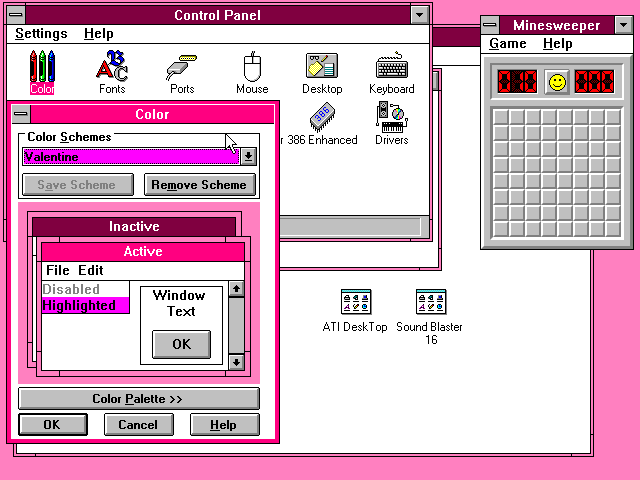 Control Panel
Settings Help
Color
Fonts
Ports
Mouse
Desktop
Keyboard
r 386 Enhanced
Drivers
Color
Color Schemes
Valentine
Save Scheme
Remove Scheme
Inactive
Active
File Edit
Disabled
Highlighted
Window
Text
OK
Color Palette >>
OK
Cancel
Help
Minesweeper
Game Help
ATI DeskTop
Sound Blaster
16